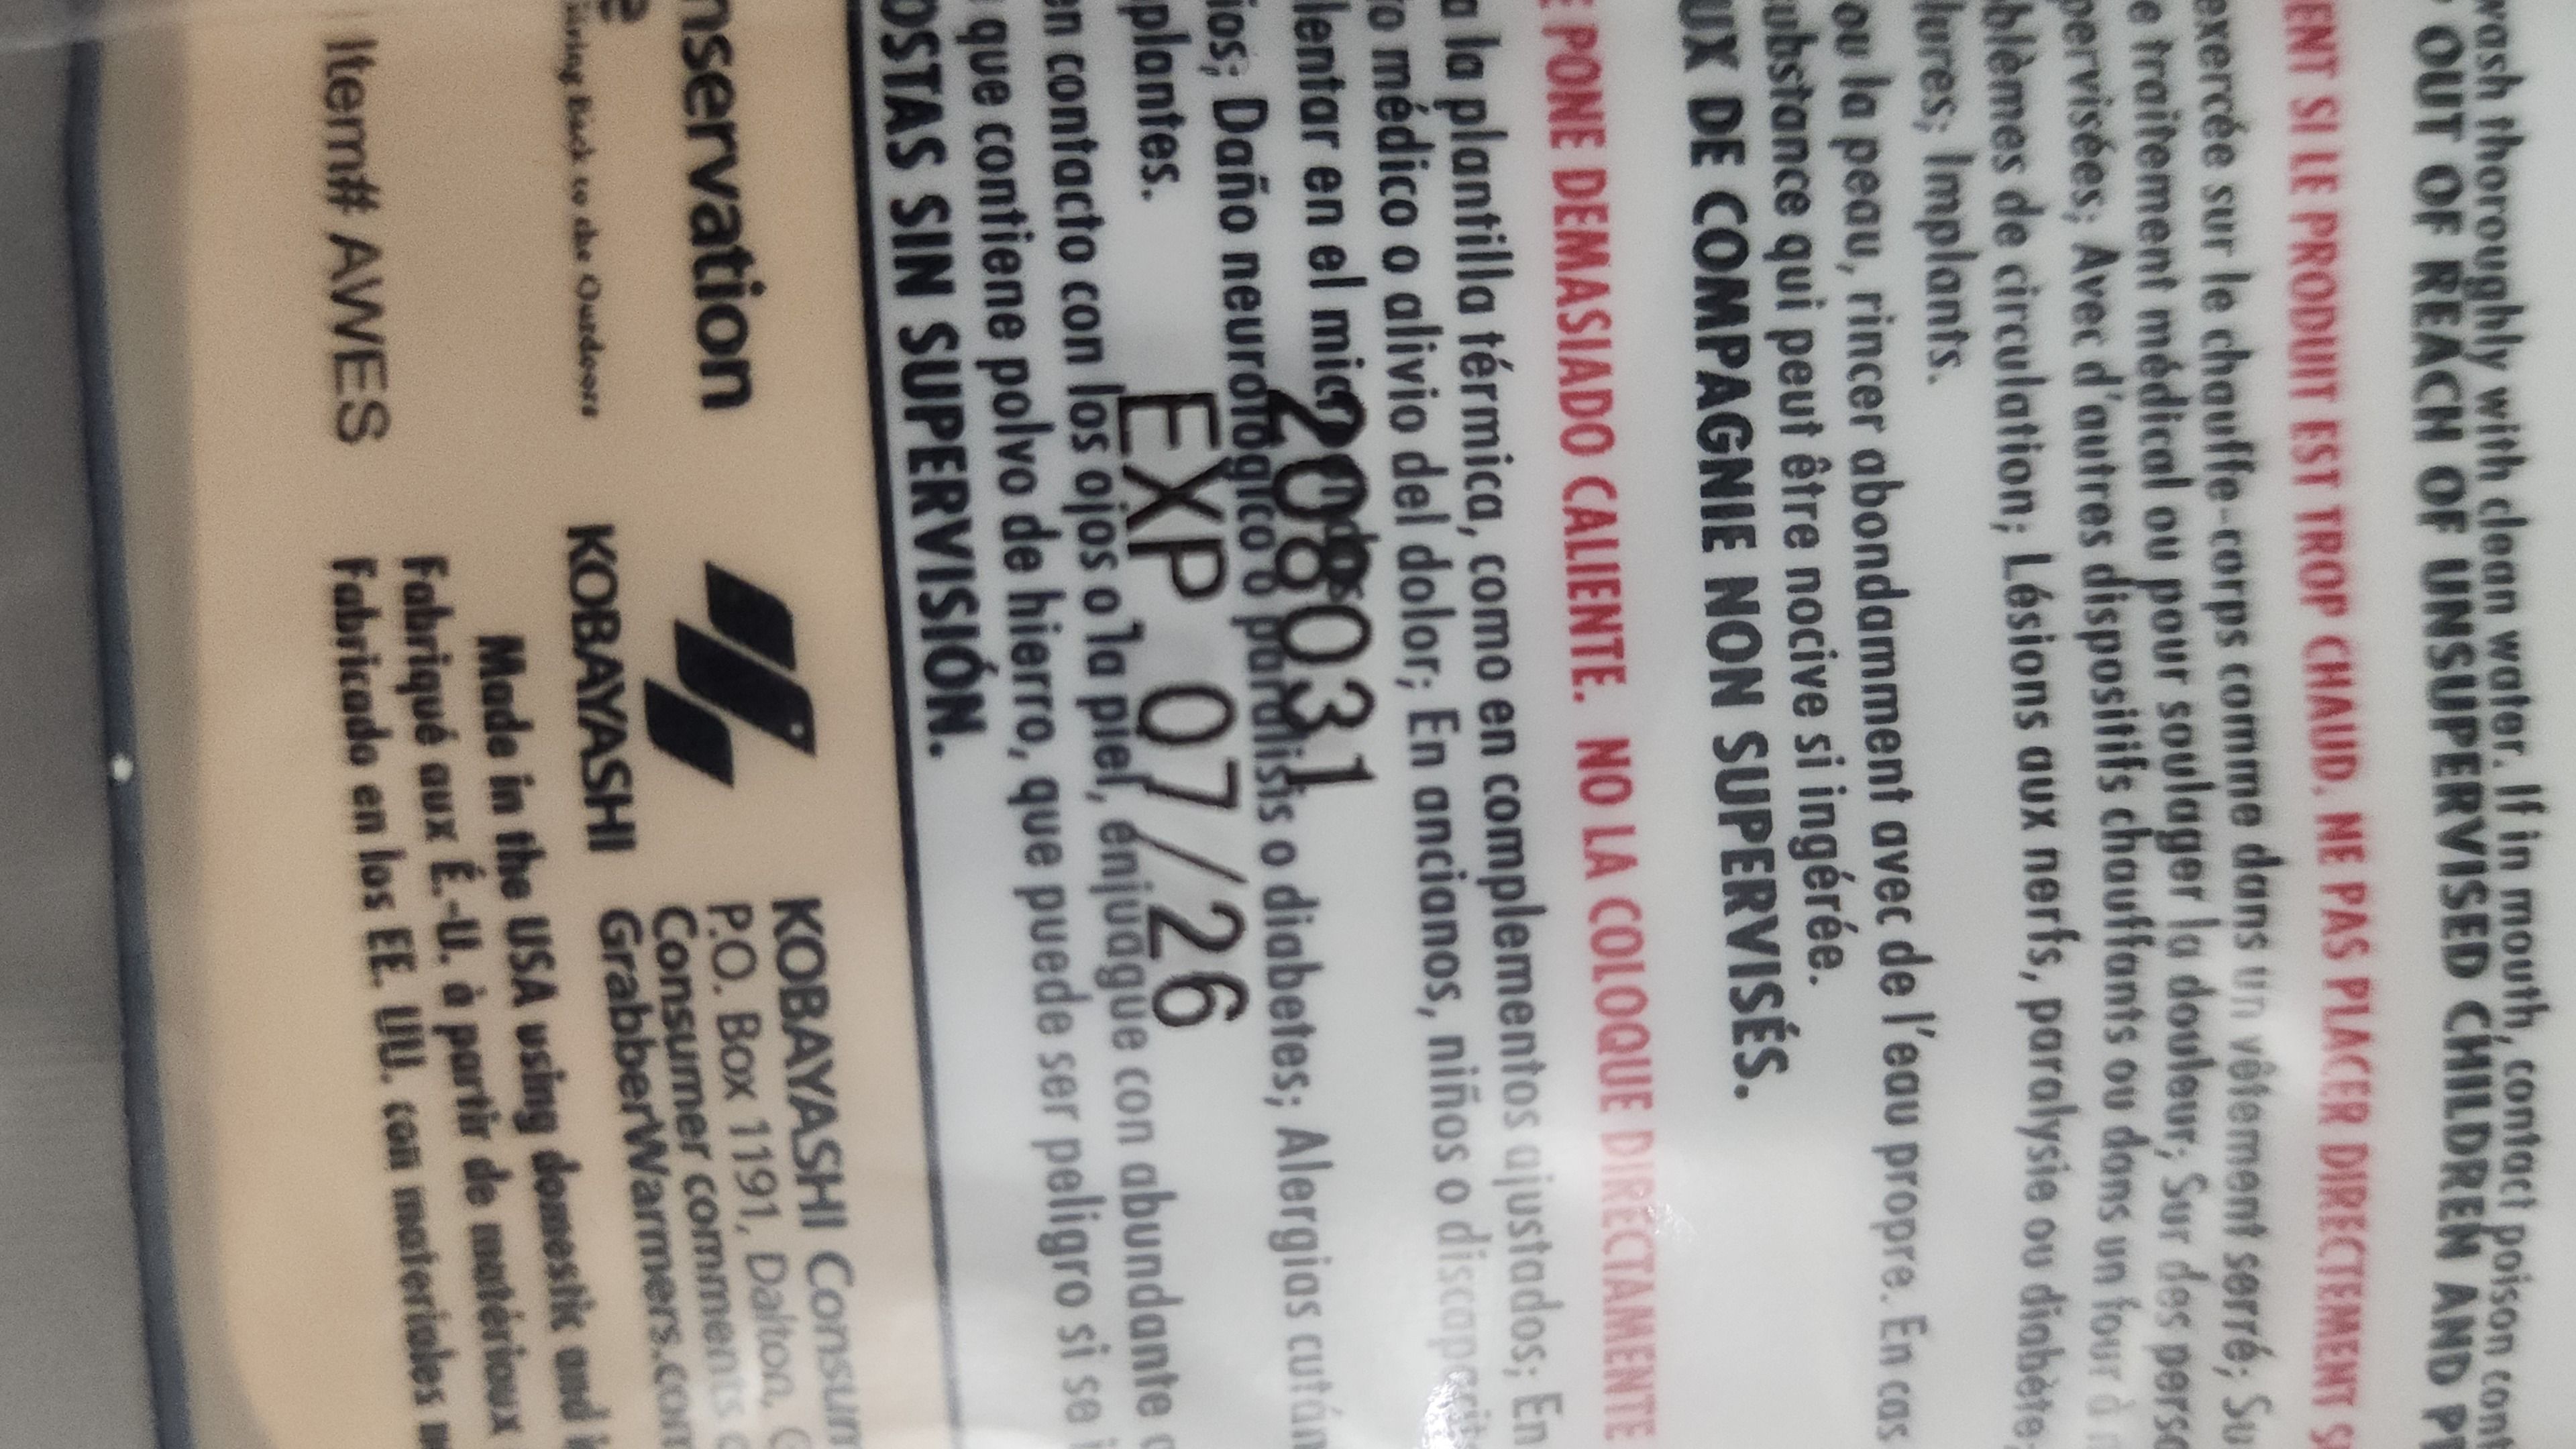 wash thoroughly with clean water. If in mouth, contact poison
OUT OF REACH OF UNSUPERVISED CHILDREN AND
ENT SI LE PRODUIT EST TROP CHAUD. NE PAS PLACER DIRECTEMENT
exercée sur le chauffe-corps comme dans un vêtement serré;
e traitement médical ou pour soulager la douleur; Sur des
pervisées; Avec d'autres dispositifs chauffants ou dans un four à
blèmes de circulation; Lésions aux nerfs, paralysie ou diabète;
lures; Implants.
ou la peau, rincer abondamment avec de l'eau propre. En cas
ubstance qui peut être nocive si ingérée.
UX DE COMPAGNIE NON SUPERVISÉS.
E PONE DEMASIADO CALIENTE. NO LA COLOQUE DIRECTAMENTE
a la plantilla térmica, como en complementos ajustados; En
o médico o alivio del dolor; En ancianos, niños o
lentar en el
208031
ios; Daño neurológico o parálisis o diabetes; Alergias
plantes.
EXP 07/26
en contacto con los ojos o la piel, enjuague con abundante
que contiene polvo de hierro, que puede ser peligro si se
OSTAS SIN SUPERVISIÓN.
nservation
Giving Back to the Outdoors
Item# AWES
KOBAYASHI
KOBAYASHI Consum
P.O. Box 1191, Dalton,
Consumer comments
GrabberWarmers.com
Made in the USA using domestic and
Fabriqué aux É.-U. à partir de matériaux
Fabricado en los EE. UU. con materiales